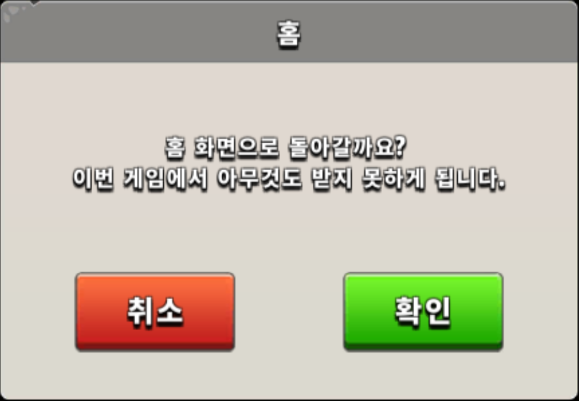 홈
홈 화면으로 돌아갈까요?
이번 게임에서 아무것도 받지 못하게 됩니다.
취소
확인